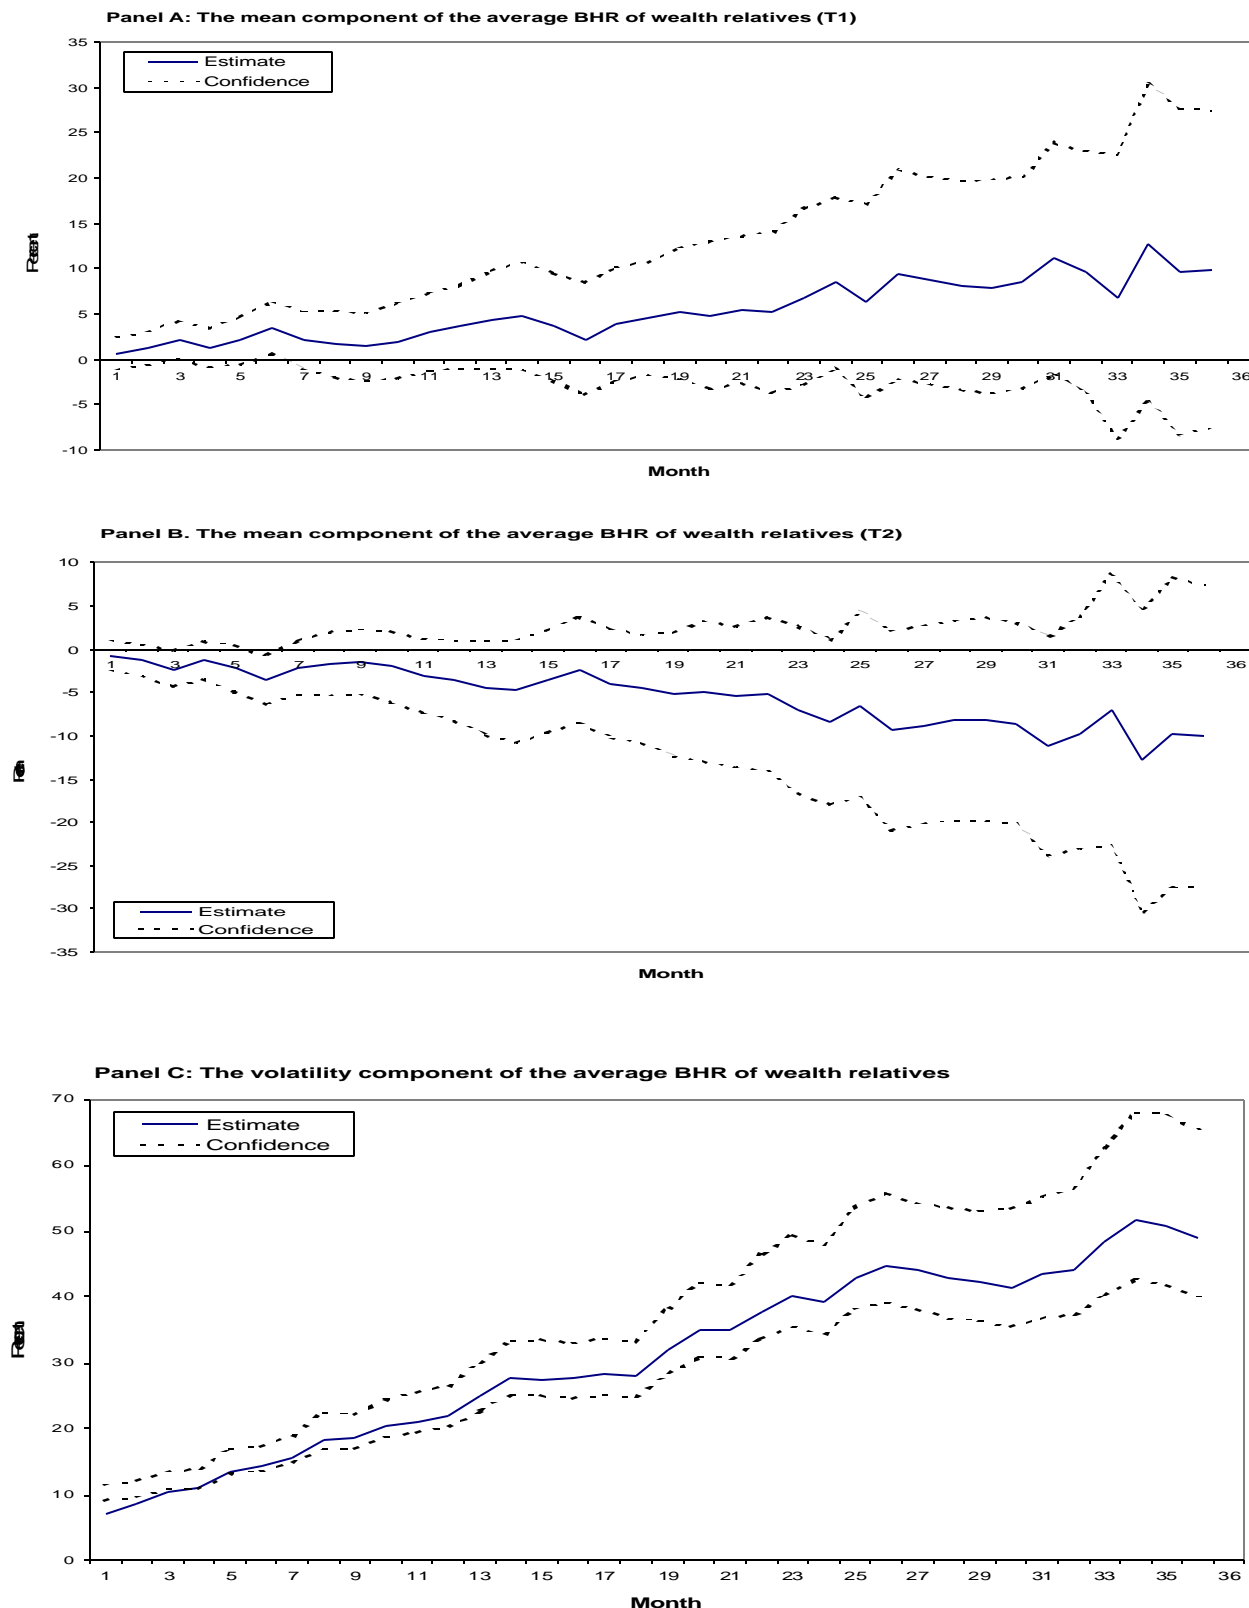 Panel A: The mean component of the average BHR of wealth relatives (T1)
35
30
25
20
15
10
5
0
-5
-10
Estimate
Confidence
1 3 5 7 9 11 13 15 17 19 21 23 25 27 29 31 33 35 36
Month
Panel B. The mean component of the average BHR of wealth relatives (T2)
10
5
0
-5
-10
-15
-20
-25
-30
-35
1 3 5 7 9 11 13 15 17 19 21 23 25 27 29 31 33 35 36
Estimate
Confidence
Month
Panel C: The volatility component of the average BHR of wealth relatives
70
60
50
40
30
20
10
0
Estimate
Confidence
1 3 5 7 9 11 13 15 17 19 21 23 25 27 29 31 33 35 36
Month